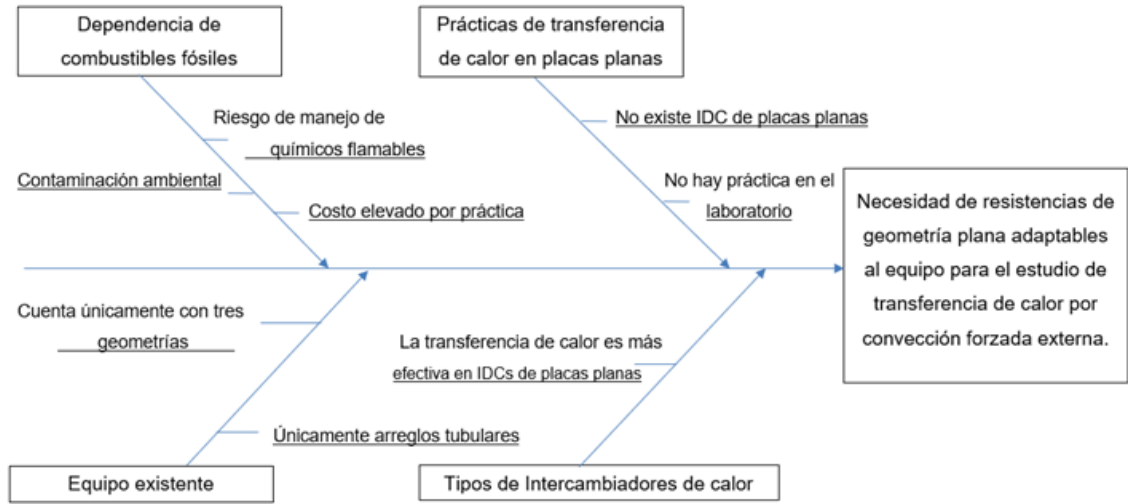 Dependencia de
combustibles fósiles
Prácticas de transferencia
de calor en placas planas
Riesgo de manejo de
químicos flamables
Contaminación ambiental
Costo elevado por práctica
No existe IDC de placas planas
No hay práctica en el
laboratorio
Necesidad de resistencias de
geometría plana adaptables
al equipo para el estudio de
transferencia de calor por
convección forzada externa.
Cuenta únicamente con tres
geometrías
Únicamente arreglos tubulares
La transferencia de calor es más
efectiva en IDCs de placas planas
Equipo existente
Tipos de Intercambiadores de calor